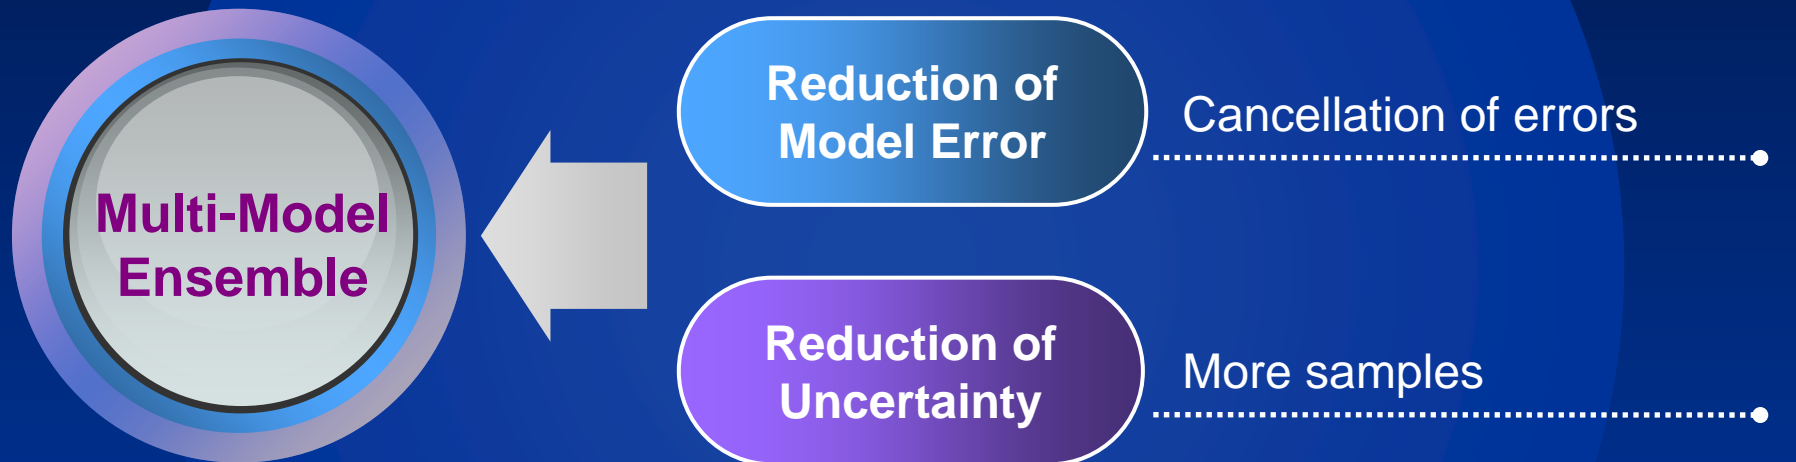 Multi-Model
Ensemble
Reduction of
Model Error
Cancellation of errors
Reduction of
Uncertainty
More samples